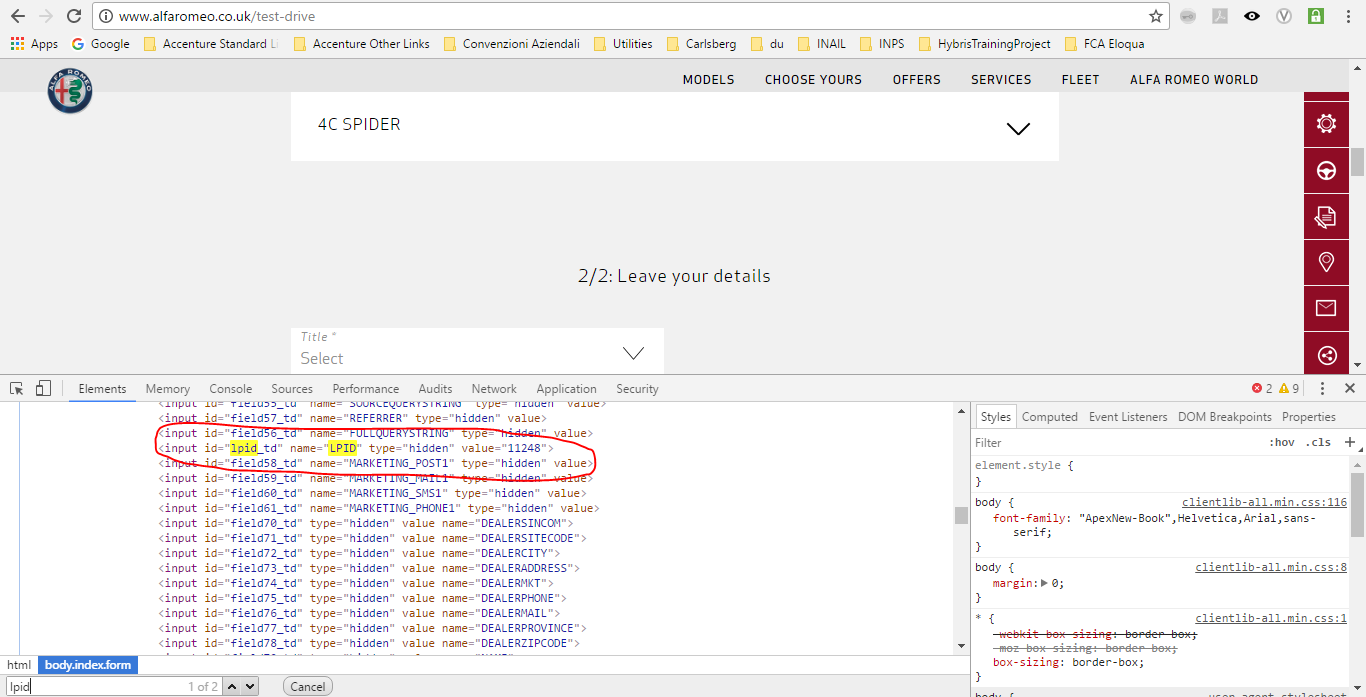 www.alfaromeo.co.uk/test-drive
Apps Google Accenture Standard Li Accenture Other Links Convenzioni Aziendali Utilities Carlsberg du INAIL INPS HybrisTrainingProject FCA Eloqua
ALFA ROMEO
MODELS CHOOSE YOURS OFFERS SERVICES FLEET ALFA ROMEO WORLD
4C SPIDER
2/2: Leave your details
Title *
Select
Elements Memory Console Sources Performance Audits Network Application Security 2 9
<input id="field55_td" name="SOURCEQUERYSTRING" type="hidden" value>
<input id="field57_td" name="REFERRER" type="hidden" value>
<input id="field56_td" name="FULLQUERYSTRING" type="hidden" value>
<input id="lpid_td" name="LPID" type="hidden" value="11248">
<input id="field58_td" name="MARKETING_POST1" type="hidden" value>
<input id="field59_td" name="MARKETING_MAIL1" type="hidden" value>
<input id="field60_td" name="MARKETING_SMS1" type="hidden" value>
<input id="field61_td" name="MARKETING_PHONE1" type="hidden" value>
<input id="field70_td" type="hidden" value name="DEALERSINCOM">
<input id="field71_td" type="hidden" value name="DEALERSITECODE">
<input id="field72_td" type="hidden" value name="DEALERCITY">
<input id="field73_td" type="hidden" value name="DEALERADDRESS">
<input id="field74_td" type="hidden" value name="DEALERMKT">
<input id="field75_td" type="hidden" value name="DEALERPHONE">
<input id="field76_td" type="hidden" value name="DEALERMAIL">
<input id="field77_td" type="hidden" value name="DEALERPROVINCE">
<input id="field78_td" type="hidden" value name="DEALERZIPCODE">
html body.index.form
lpid 1 of 2 Cancel
Styles Computed Event Listeners DOM Breakpoints Properties
Filter :hov .cls +
element.style {
}
body { clientlib-all.min.css:116
font-family: "ApexNew-Book",Helvetica,Arial,sans-
serif;
}
body { clientlib-all.min.css:8
margin: 0;
}
* { clientlib-all.min.css:1
-webkit-box-sizing: border-box;
-moz-box-sizing: border-box;
box-sizing: border-box;
}
body { user agent stylesheet